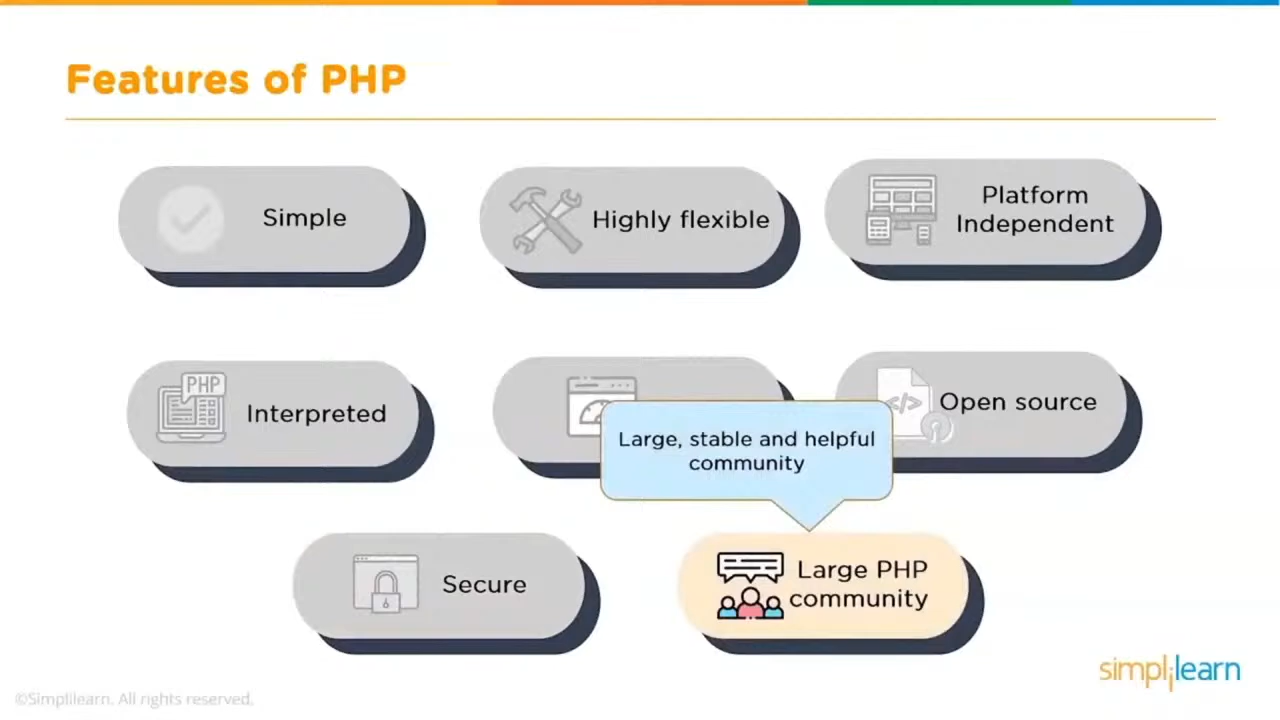 Features of PHP
Simple
Highly flexible
Platform
Independent
PHP
Interpreted
</>
Open source
Large, stable and helpful
community
Secure
Large PHP
community
simplilearn
©Simplilearn. All rights reserved.